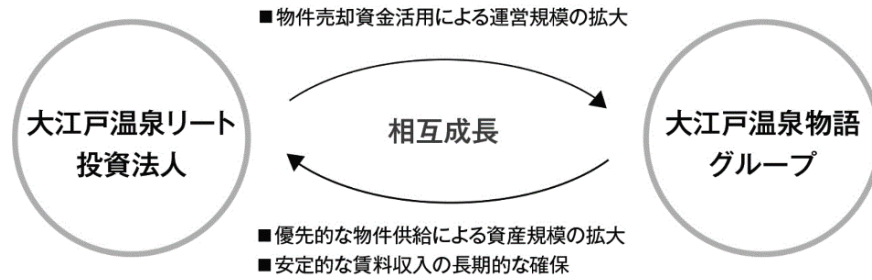 ■物件売却資金活用による運営規模の拡大
大江戸温泉リート
投資法人
相互成長
大江戸温泉物語
グループ
■優先的な物件供給による資産規模の拡大
■安定的な賃料収入の長期的な確保